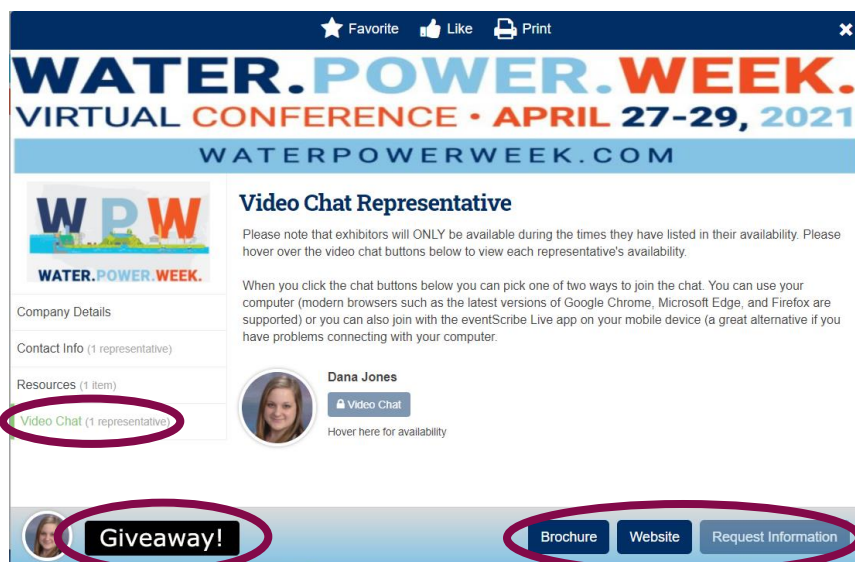 Favorite Like Print
WATER.POWER.WEEK.
VIRTUAL CONFERENCE • APRIL 27-29, 2021
WATERPOWERWEEK.COM
WPW
WATER.POWER.WEEK.
Company Details
Contact Info (1 representative)
Resources (1 item)
Video Chat (1 representative)
Video Chat Representative
Please note that exhibitors will ONLY be available during the times they have listed in their availability. Please
hover over the video chat buttons below to view each representative's availability.
When you click the chat buttons below you can pick one of two ways to join the chat. You can use your
computer (modern browsers such as the latest versions of Google Chrome, Microsoft Edge, and Firefox are
supported) or you can also join with the eventScribe Live app on your mobile device (a great alternative if you
have problems connecting with your computer.
Dana Jones
Video Chat
Hover here for availability
Giveaway!
Brochure Website Request Information